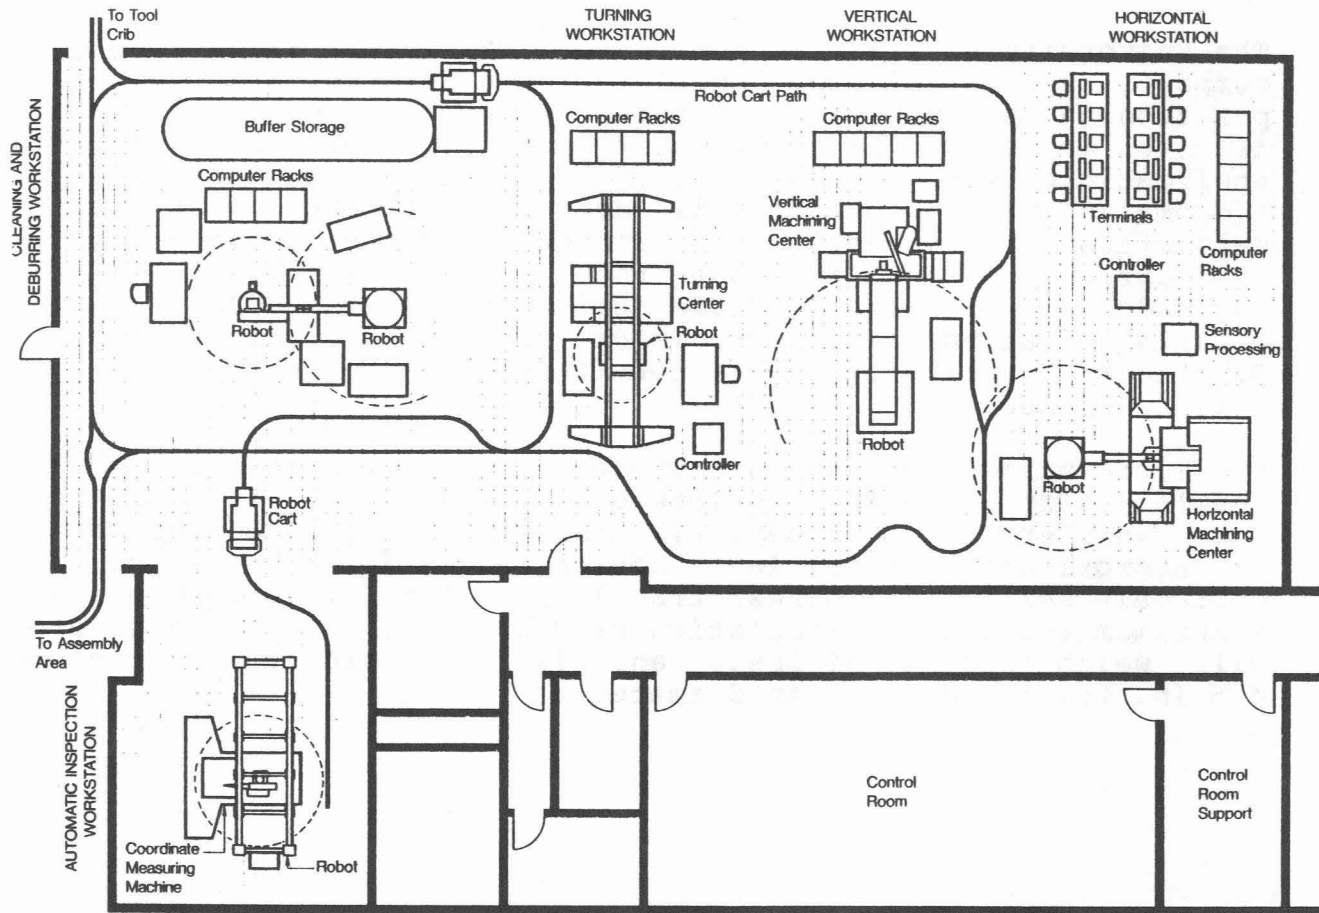 To Tool
Crib
TURNING
WORKSTATION
VERTICAL
WORKSTATION
HORIZONTAL
WORKSTATION
Robot Cart Path
Buffer Storage
Computer Racks
Computer Racks
Computer Racks
CLEANING AND
DEBURRING WORKSTATION
Vertical
Machining
Center
Terminals
Computer
Racks
Controller
Turning
Center
Robot
Robot
Robot
Sensory
Processing
Robot
Controller
Robot
Robot
Cart
Horizontal
Machining
Center
To Assembly
Area
AUTOMATIC INSPECTION
WORKSTATION
Coordinate
Measuring
Machine
Robot
Control
Room
Control
Room
Support